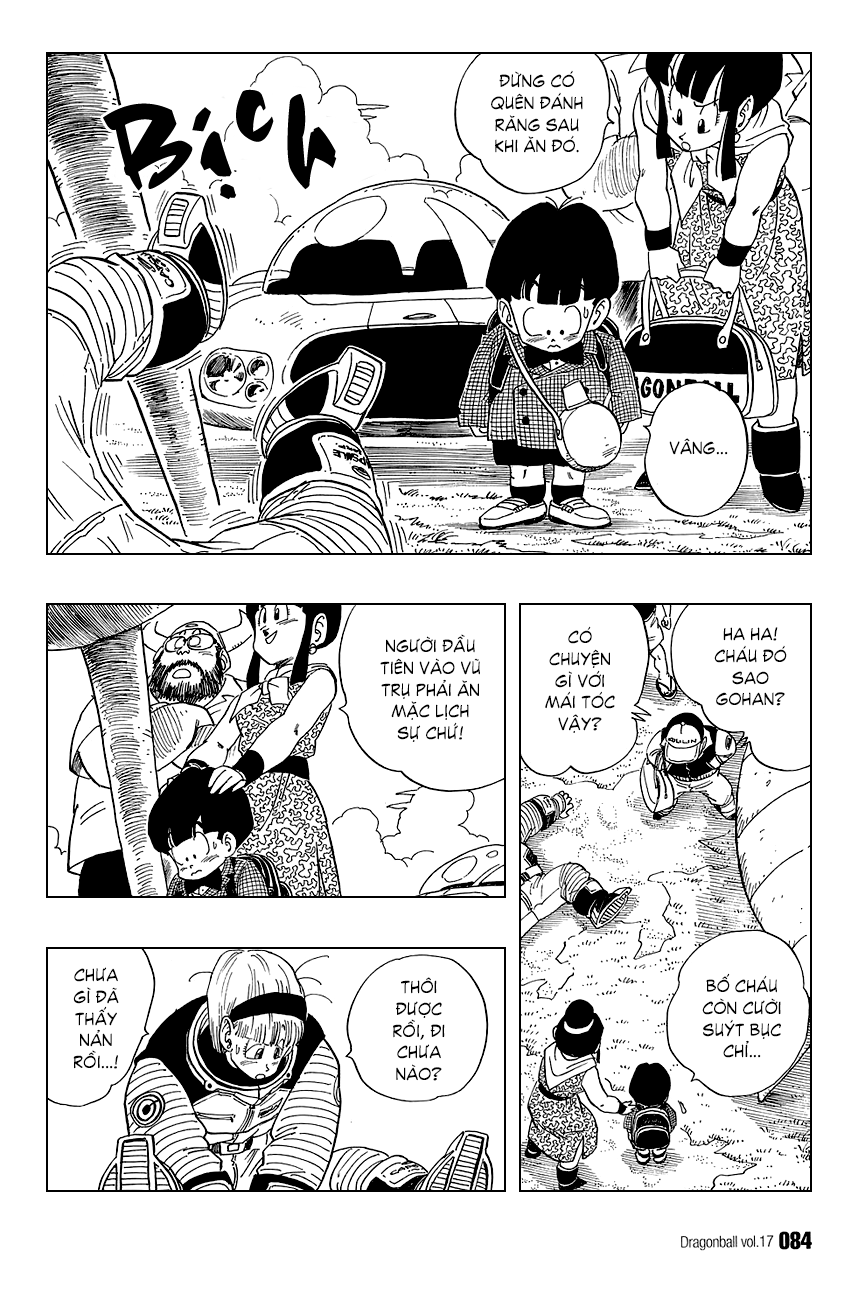 ĐỪNG CÓ
QUÊN ĐÁNH
RĂNG SAU
KHI ĂN ĐÓ.
Bịch
GONBALL
VÂNG...
HA HA!
CHÁU ĐÓ
SAO
GOHAN?
CÓ
CHUYỆN
GÌ VỚI
MÁI TÓC
VẬY?
NGƯỜI ĐẦU
TIÊN VÀO VŨ
TRỤ PHẢI ĂN
MẶC LỊCH
SỰ CHỨ!
BỐ CHÁU
CÒN CƯỜI
SUÝT BỤC
CHỈ...
THÔI
ĐƯỢC
RỒI, ĐI
CHƯA
NÀO?
CHƯA
GÌ ĐÃ
THẤY
NẢN
RỒI...!
Dragonball vol.17 084